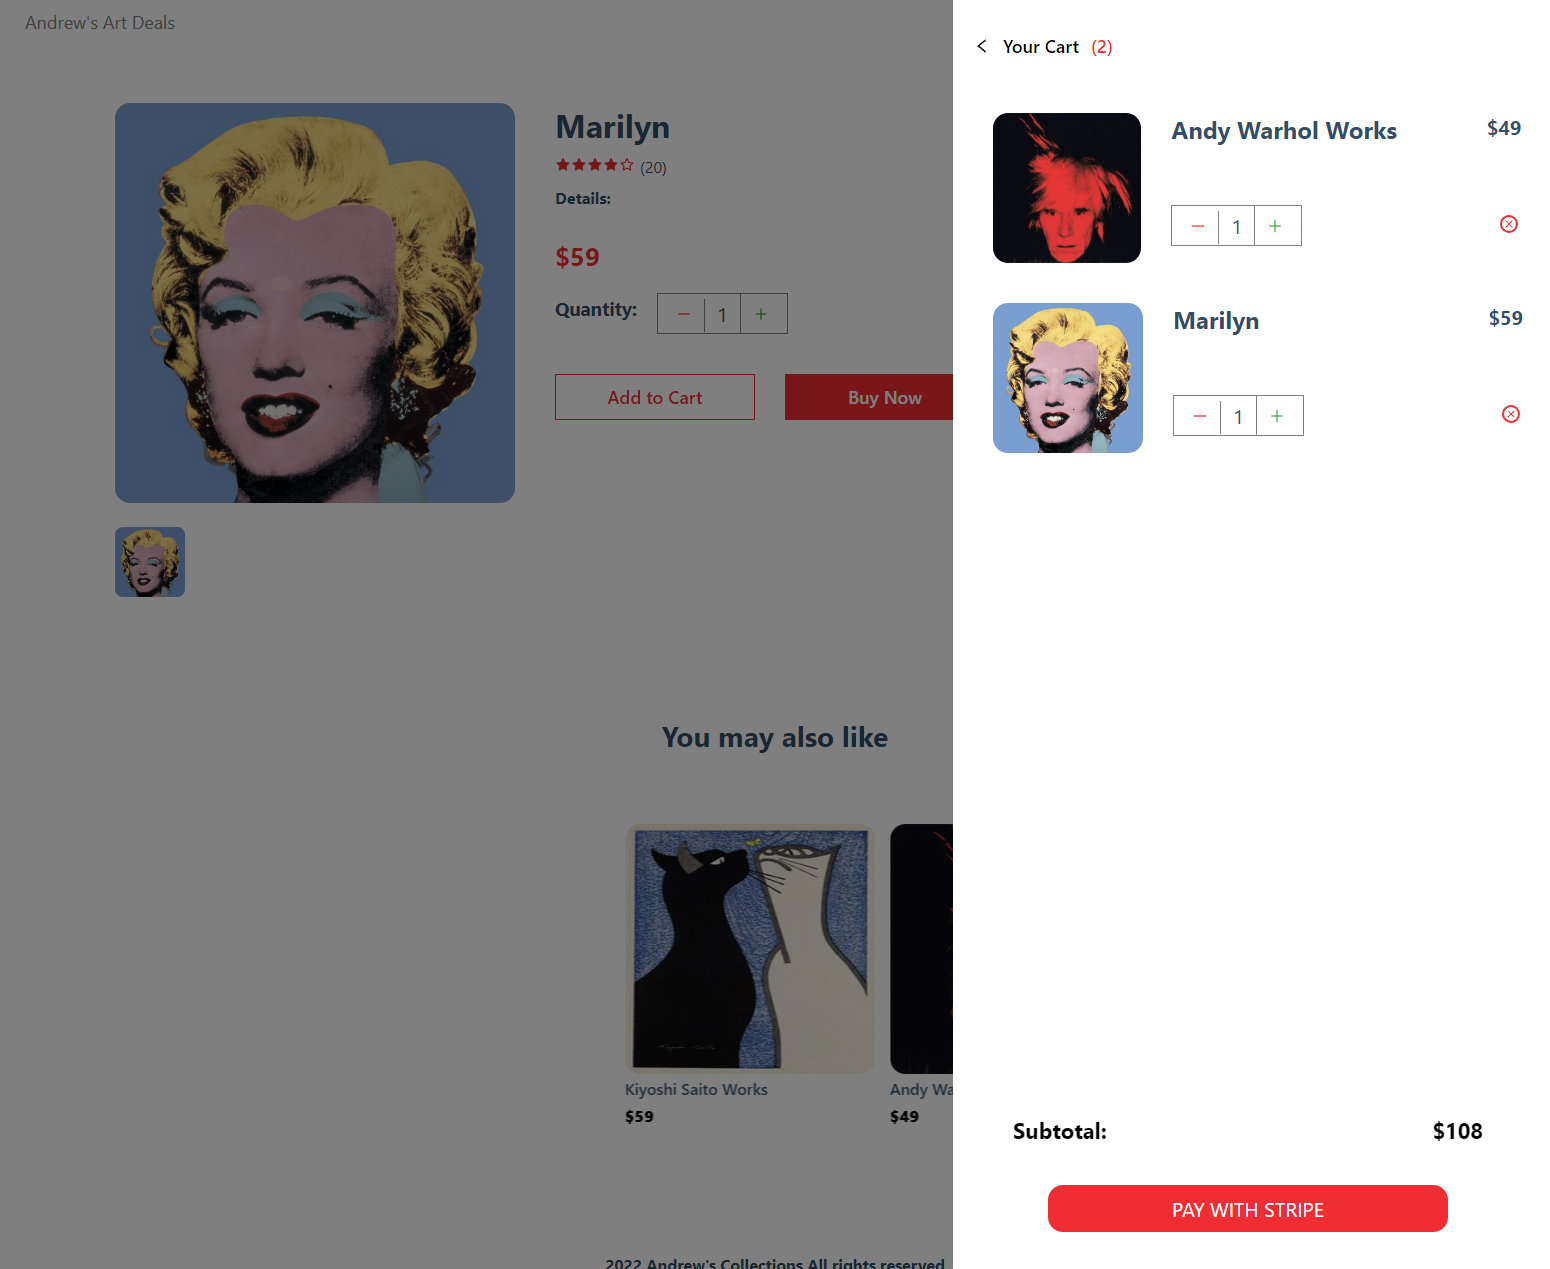 Andrew's Art Deals
Marilyn
(20)
Details:
$59
Quantity:
1
Add to Cart
Buy Now
You may also like
Kiyoshi Saito Works
$59
Andy Wa
$49
2022 Andrew's Collections All rights reserved
Your Cart (2)
Andy Warhol Works
$49
1
Marilyn
$59
1
Subtotal:
$108
PAY WITH STRIPE